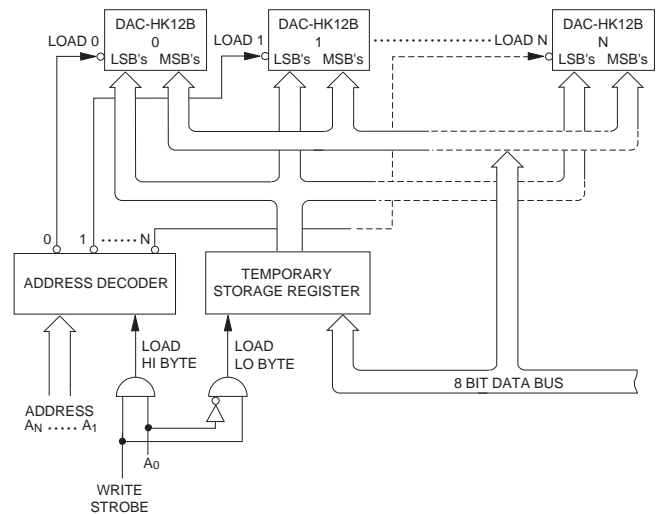 DAC-HK12B
0
LSB's MSB's
LOAD 0
DAC-HK12B
1
LSB's MSB's
LOAD 1
DAC-HK12B
N
LSB's MSB's
LOAD N
0 1 ...... N
ADDRESS DECODER
TEMPORARY
STORAGE REGISTER
LOAD
HI BYTE
LOAD
LO BYTE
8 BIT DATA BUS
ADDRESS
AN ..... A1
A0
WRITE
STROBE